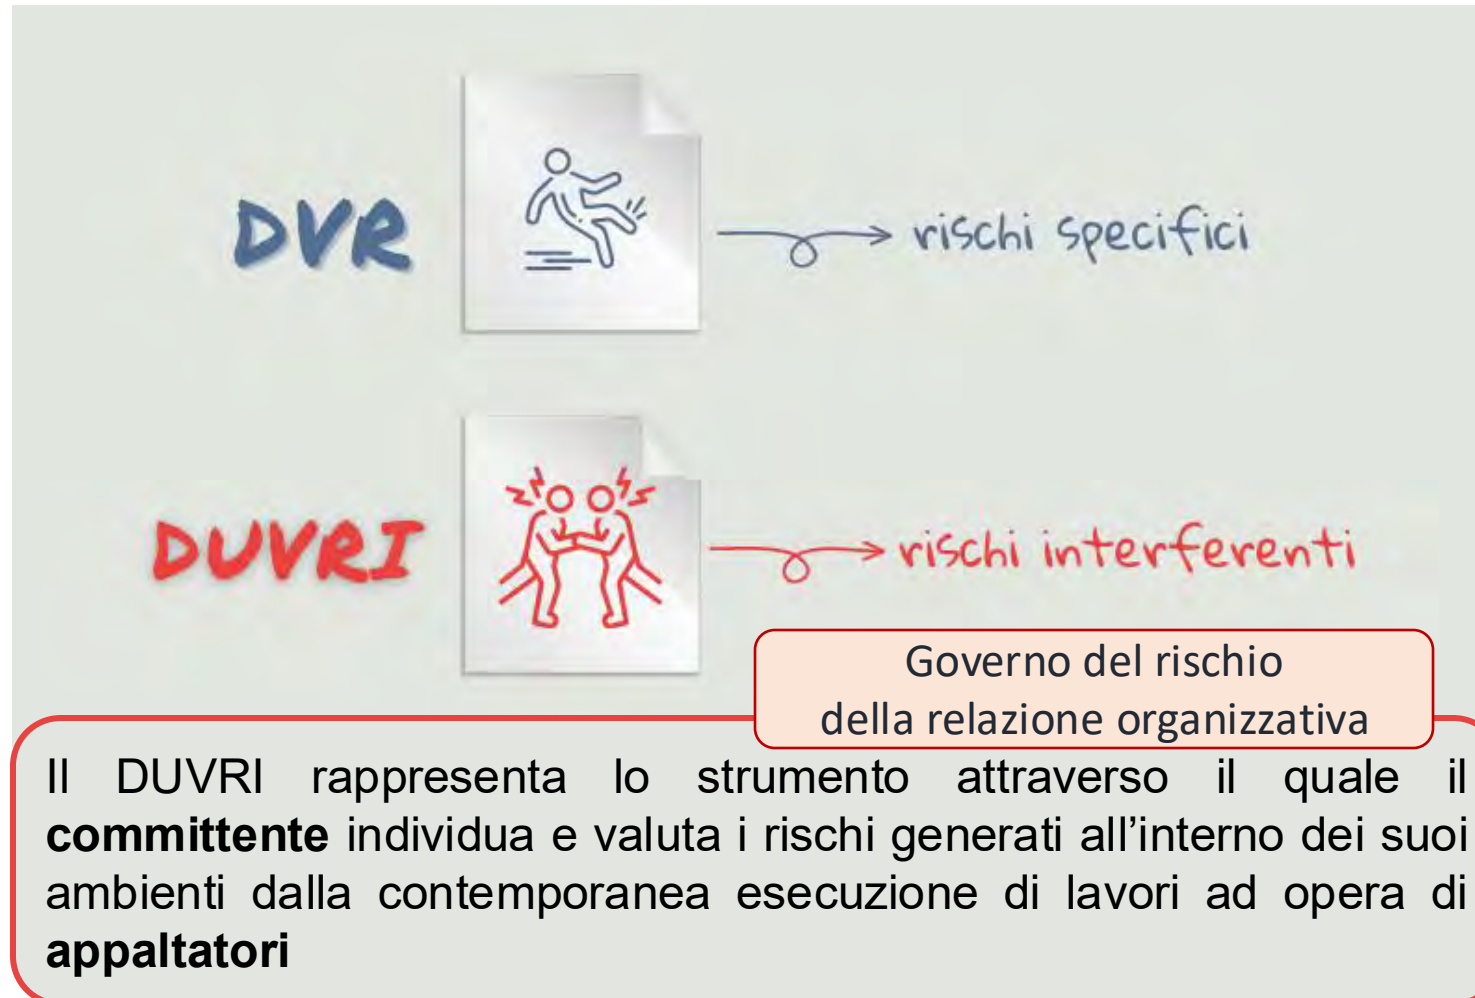 DVR
rischi specifici
DUVRI
rischi interferenti
Governo del rischio
della relazione organizzativa
Il DUVRI rappresenta lo strumento attraverso il quale il
committente individua e valuta i rischi generati all’interno dei suoi
ambienti dalla contemporanea esecuzione di lavori ad opera di
appaltatori